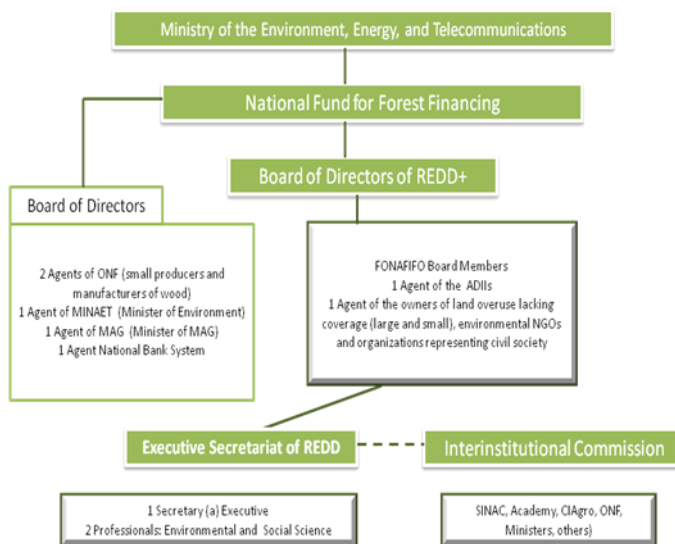 Ministry of the Environment, Energy, and Telecommunications
National Fund for Forest Financing
Board of Directors of REDD+
Board of Directors
2 Agents of ONF (small producers and
manufacturers of wood)
1 Agent of MINAET (Minister of Environment)
1 Agent of MAG (Minister of MAG)
1 Agent National Bank System
FONAFIFO Board Members
1 Agent of the ADIIs
1 Agent of the owners of land overuse lacking
coverage (large and small), environmental NGOs
and organizations representing civil society
Executive Secretariat of REDD
Interinstitutional Commission
1 Secretary (a) Executive
2 Professionals: Environmental and Social Science
SINAC, Academy, CIAgro, ONF,
Ministers, others)